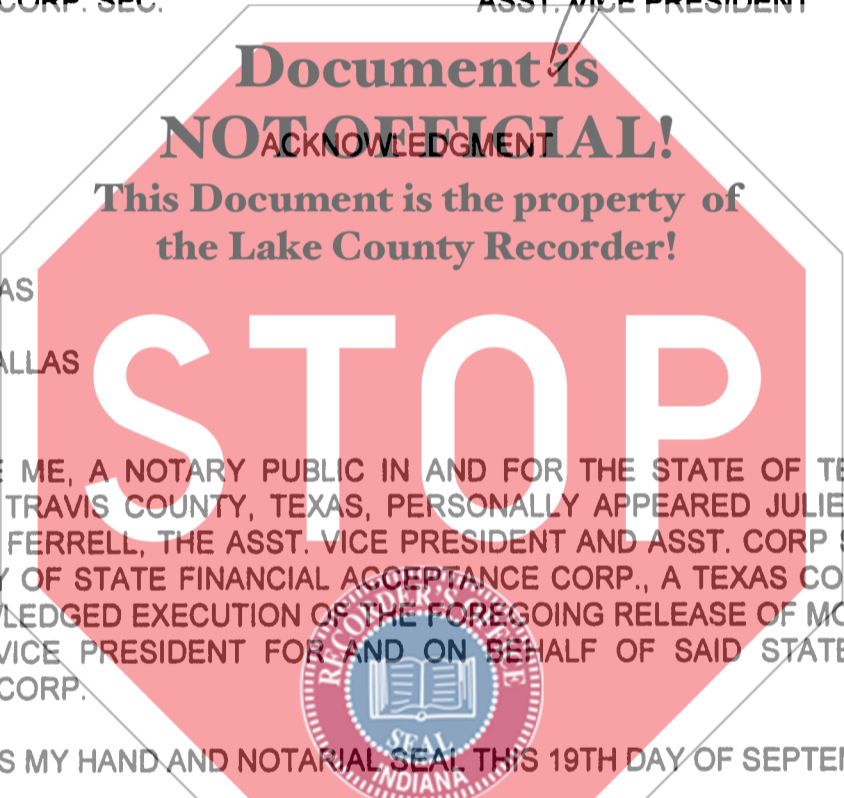 CORP. SEC. ASST. VICE PRESIDENT
Document is
NOT OFFICIAL!
ACKNOWLEDGMENT
This Document is the property of
the Lake County Recorder!
AS
ALLAS
STOP
E ME, A NOTARY PUBLIC IN AND FOR THE STATE OF TE
TRAVIS COUNTY, TEXAS, PERSONALLY APPEARED JULIE
FERRELL, THE ASST. VICE PRESIDENT AND ASST. CORP S
Y OF STATE FINANCIAL ACCEPTANCE CORP., A TEXAS CO
LEDGED EXECUTION OF THE FOREGOING RELEASE OF MO
VICE PRESIDENT FOR AND ON BEHALF OF SAID STATE
CORP.
RECORDER'S OFFICE
SEAL
INDIANA
S MY HAND AND NOTARIAL SEAL THIS 19TH DAY OF SEPTEM